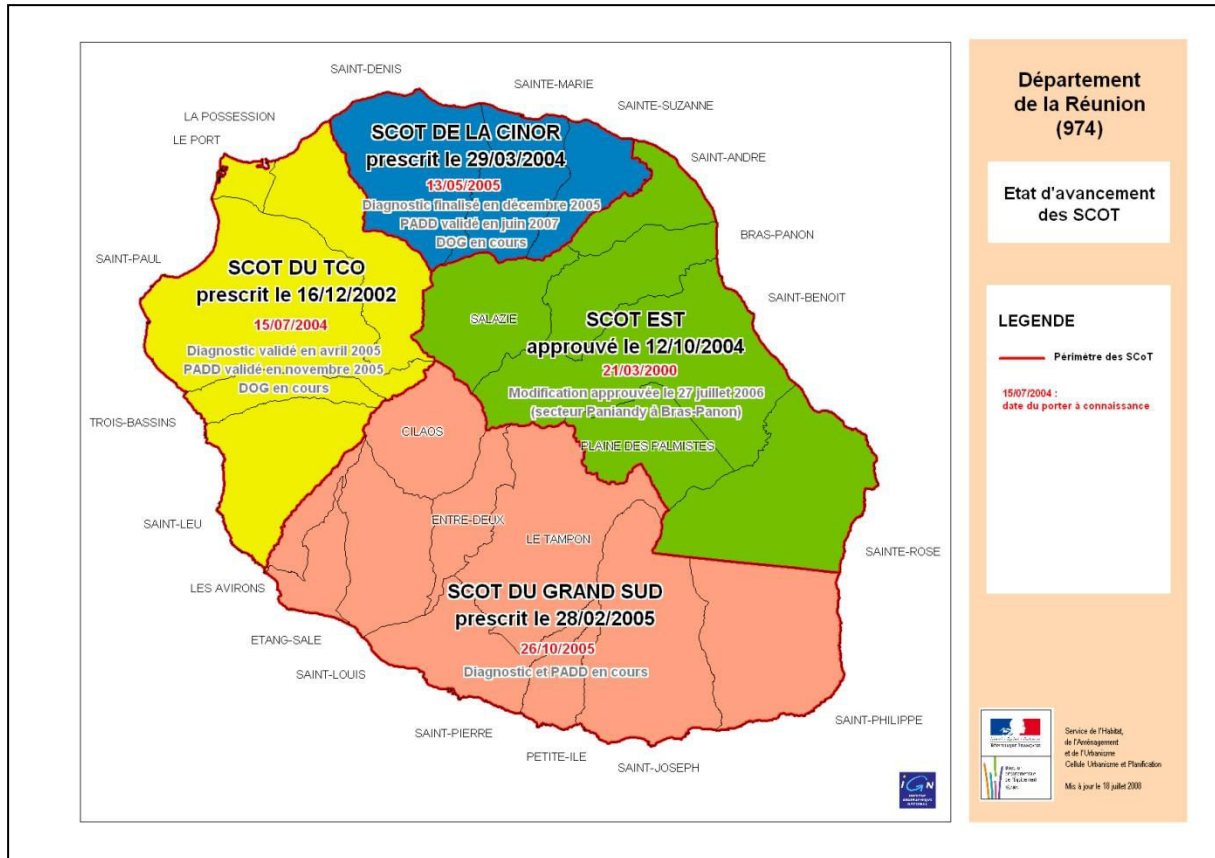 SAINT-DENIS
SAINTE-MARIE
SAINTE-SUZANNE
LA POSSESSION
LE PORT
SAINT-ANDRE
SCOT DE LA CINOR
prescrit le 29/03/2004
13/05/2005
Diagnostic finalisé en décembre 2005
PADD validé en juin 2007
DOG en cours
BRAS-PANON
SAINT-PAUL
SCOT DU TCO
prescrit le 16/12/2002
15/07/2004
Diagnostic validé en avril 2005
PADD validé en novembre 2005
DOG en cours
SAINT-BENOIT
SALAZIE
SCOT EST
approuvé le 12/10/2004
21/03/2000
Modification approuvée le 27 juillet 2006
(secteur Paniandy à Bras-Panon)
TROIS-BASSINS
CILAOS
PLAINE DES PALMISTES
SAINT-LEU
ENTRE-DEUX
LE TAMPON
SAINTE-ROSE
LES AVIRONS
SCOT DU GRAND SUD
prescrit le 28/02/2005
26/10/2005
Diagnostic et PADD en cours
ETANG-SALE
SAINT-LOUIS
SAINT-PIERRE
PETITE-ILE
SAINT-JOSEPH
SAINT-PHILIPPE
IGN
Département
de la Réunion
(974)
Etat d'avancement
des SCOT
LEGENDE
Périmètre des SCoT
15/07/2004 :
date du porter à connaissance
Service de l'Habitat,
de l'Aménagement
et de l'Urbanisme
Cellule Urbanisme et Planification
Mis à jour le 18 juillet 2008